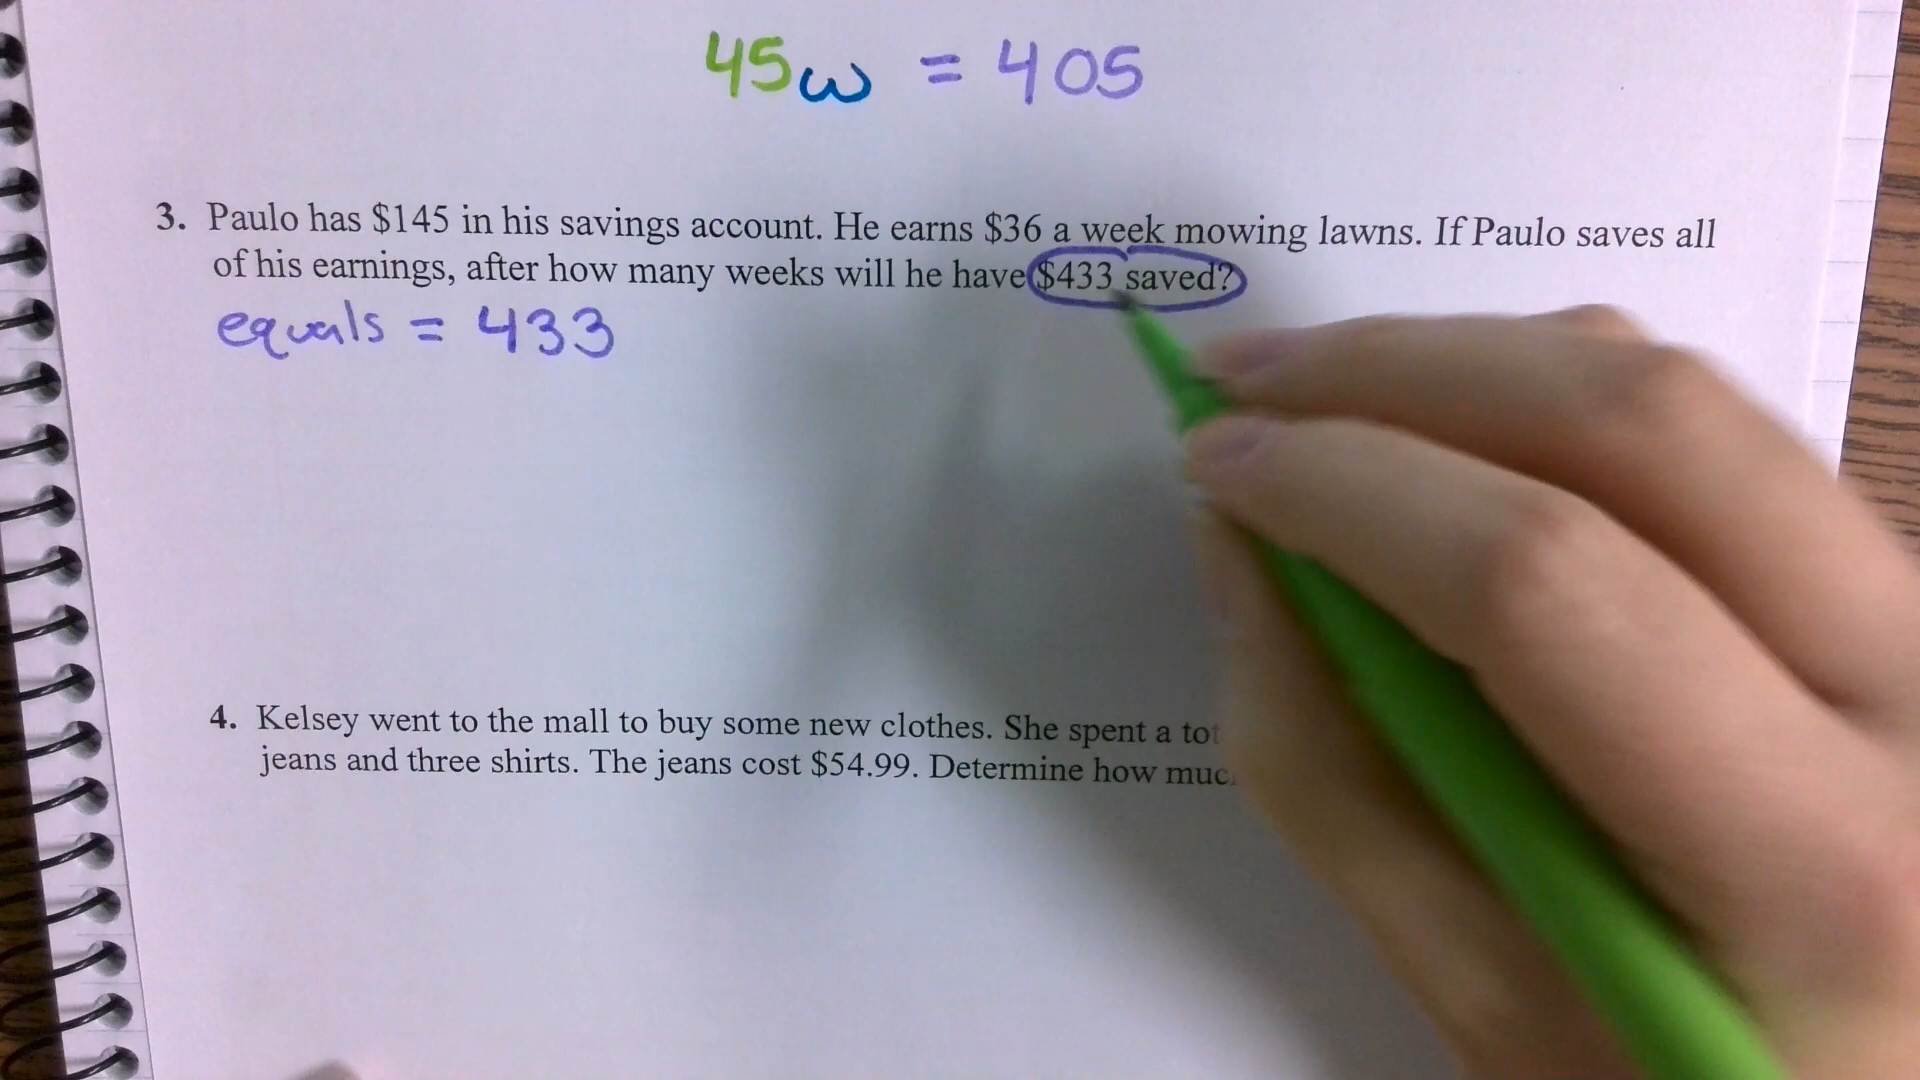 45w = 405
3. Paulo has $145 in his savings account. He earns $36 a week mowing lawns. If Paulo saves all
of his earnings, after how many weeks will he have $433 saved?
equals = 433
4. Kelsey went to the mall to buy some new clothes. She spent a
jeans and three shirts. The jeans cost $54.99. Determine how